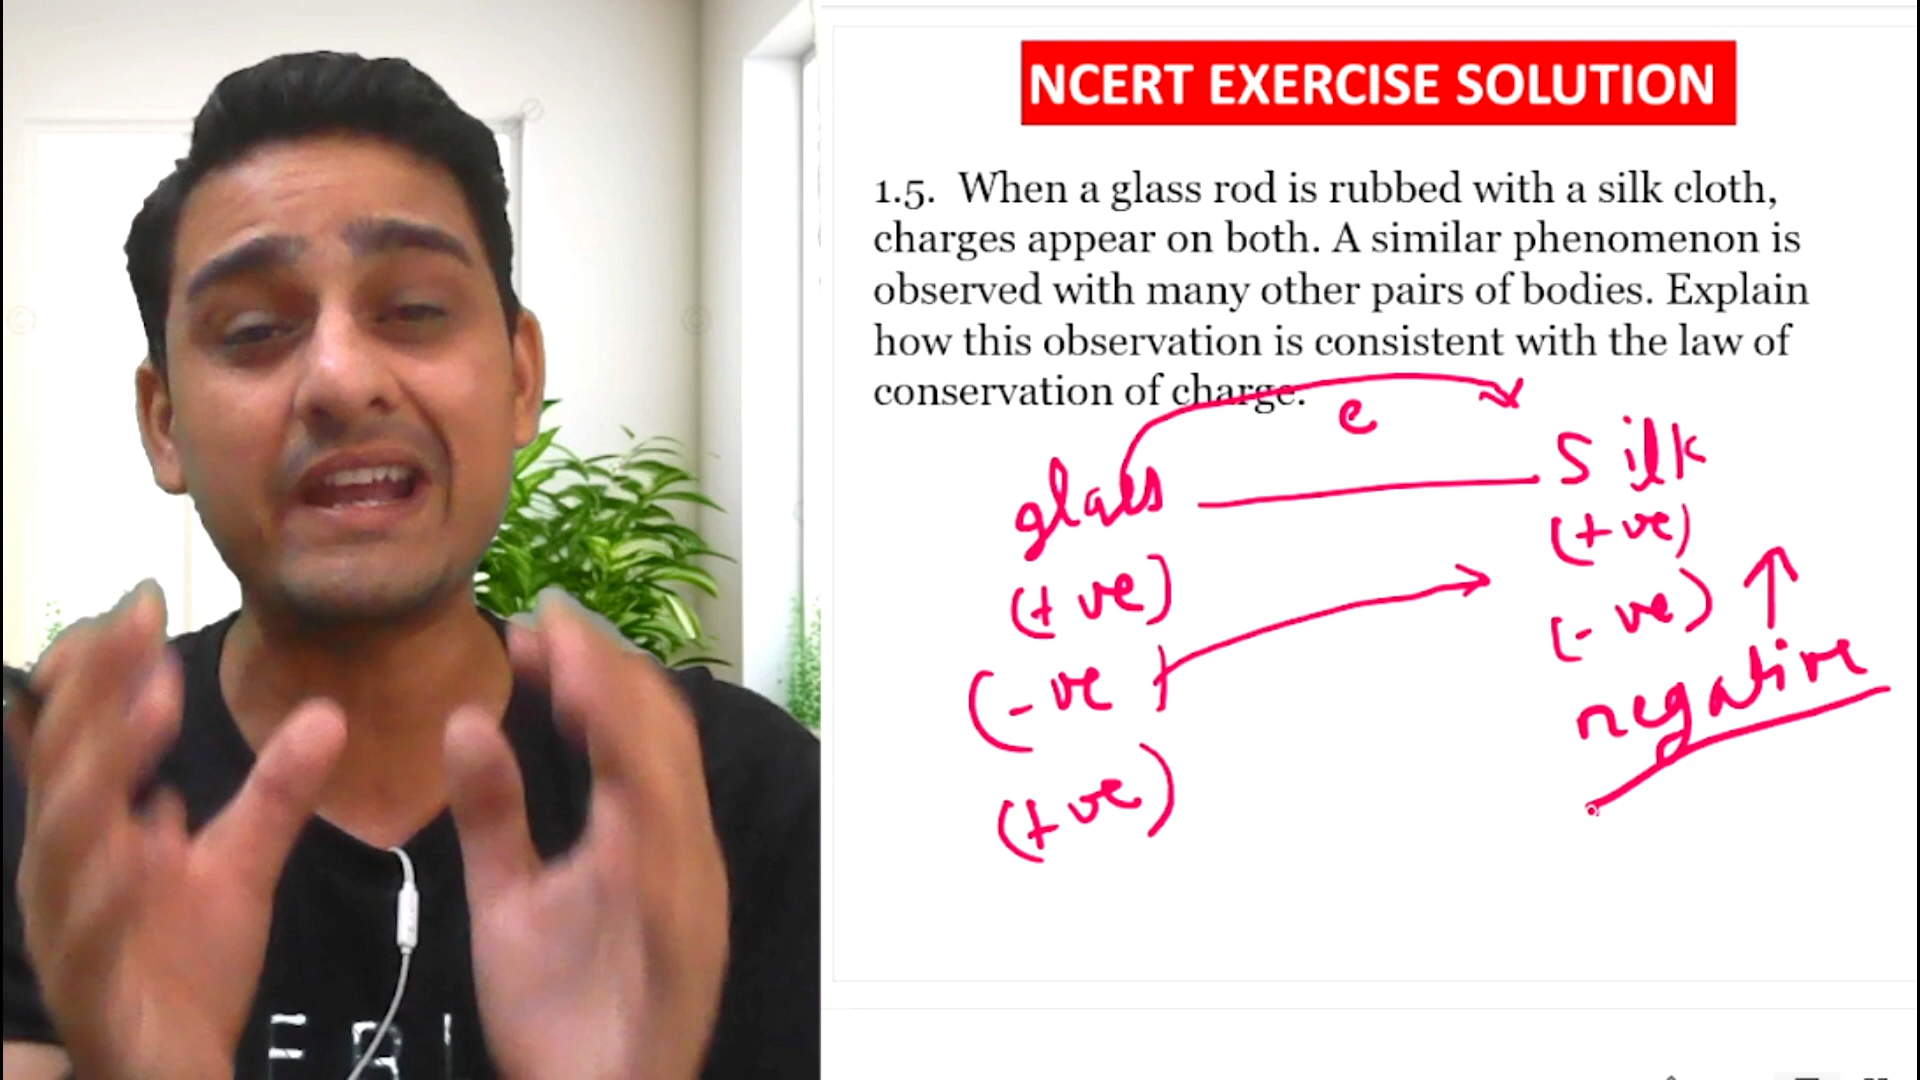 NCERT EXERCISE SOLUTION
1.5. When a glass rod is rubbed with a silk cloth,
charges appear on both. A similar phenomenon is
observed with many other pairs of bodies. Explain
how this observation is consistent with the law of
conservation of charge.
e
glass
Silk
(+ve)
(+ve)
(-ve)
(-ve)
negative
(+ve)